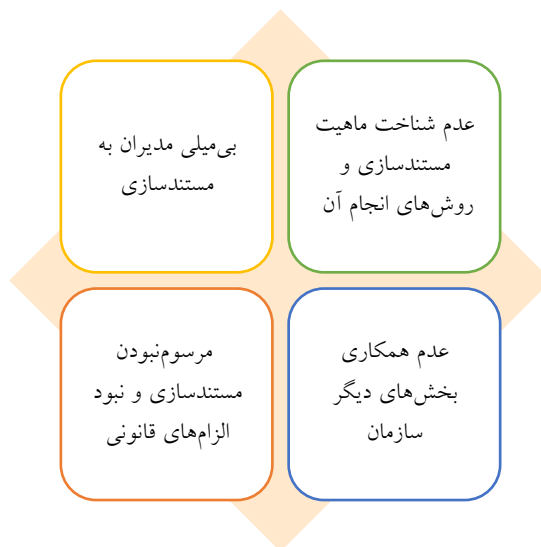 عدم شناخت ماهیت
مستندسازی و
روش‌های انجام آن
بی‌میلی مدیران به
مستندسازی
عدم همکاری
بخش‌های دیگر
سازمان
مرسوم‌نبودن
مستندسازی و نبود
الزام‌های قانونی